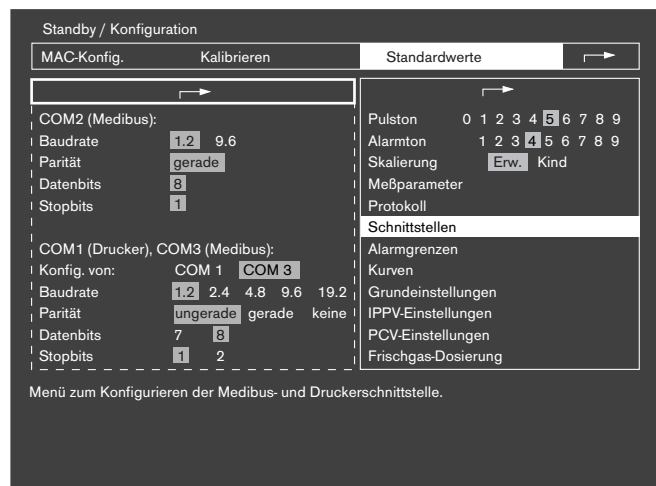 Standby / Konfiguration
MAC-Konfig. Kalibrieren Standardwerte
COM2 (Medibus):
Baudrate 1.2 9.6
Parität gerade
Datenbits 8
Stopbits 1
COM1 (Drucker), COM3 (Medibus):
Konfig. von: COM 1 COM 3
Baudrate 1.2 2.4 4.8 9.6 19.2
Parität ungerade gerade keine
Datenbits 7 8
Stopbits 1 2
Pulston 0 1 2 3 4 5 6 7 8 9
Alarmton 1 2 3 4 5 6 7 8 9
Skalierung Erw. Kind
Meßparameter
Protokoll
Schnittstellen
Alarmgrenzen
Kurven
Grundeinstellungen
IPPV-Einstellungen
PCV-Einstellungen
Frischgas-Dosierung
Menü zum Konfigurieren der Medibus- und Druckerschnittstelle.